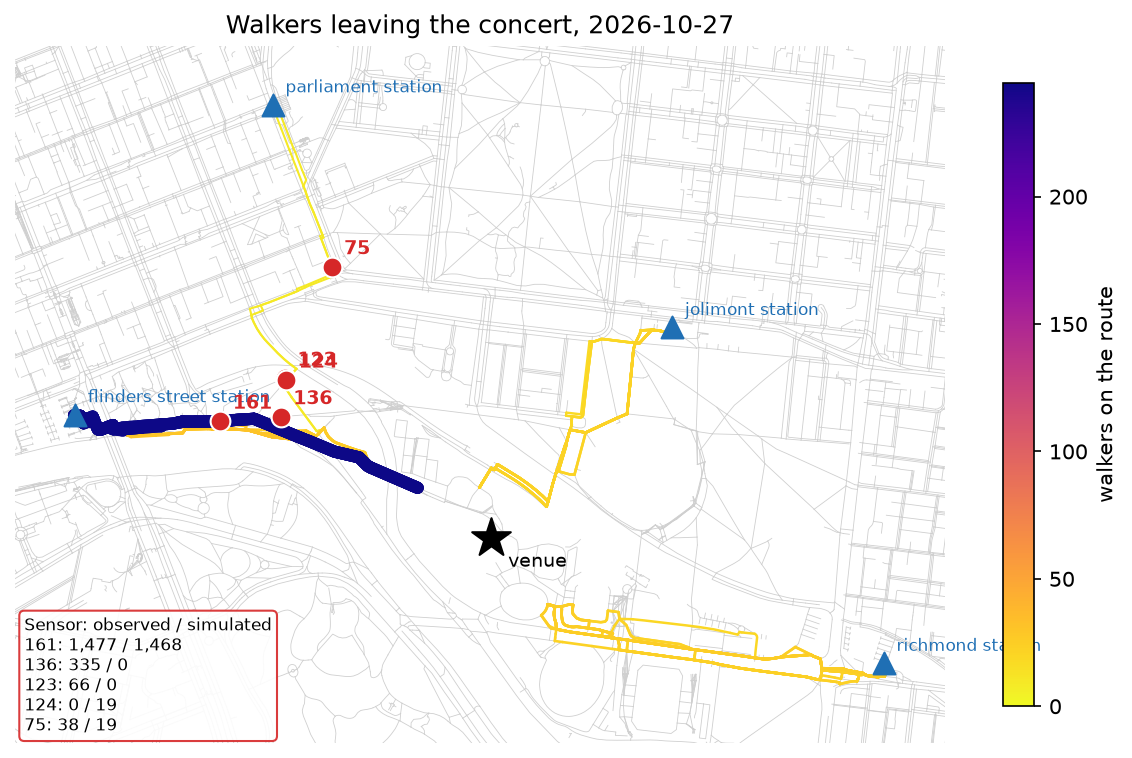 Walkers leaving the concert, 2026-10-27
parliament station
75
jolimont station
123
124
flinders street station
161
136
venue
richmond station
Sensor: observed / simulated
161: 1,477 / 1,468
136: 335 / 0
123: 66 / 0
124: 0 / 19
75: 38 / 19
200
150
100
50
0
walkers on the route